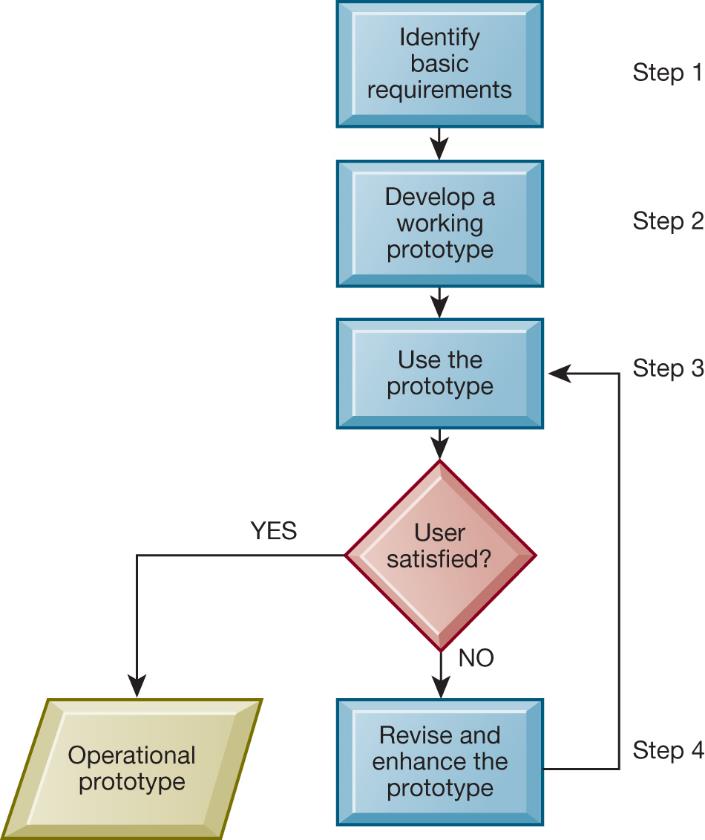 Identify
basic
requirements
Step 1
Develop a
working
prototype
Step 2
Use the
prototype
Step 3
User
satisfied?
YES
NO
Operational
prototype
Revise and
enhance the
prototype
Step 4